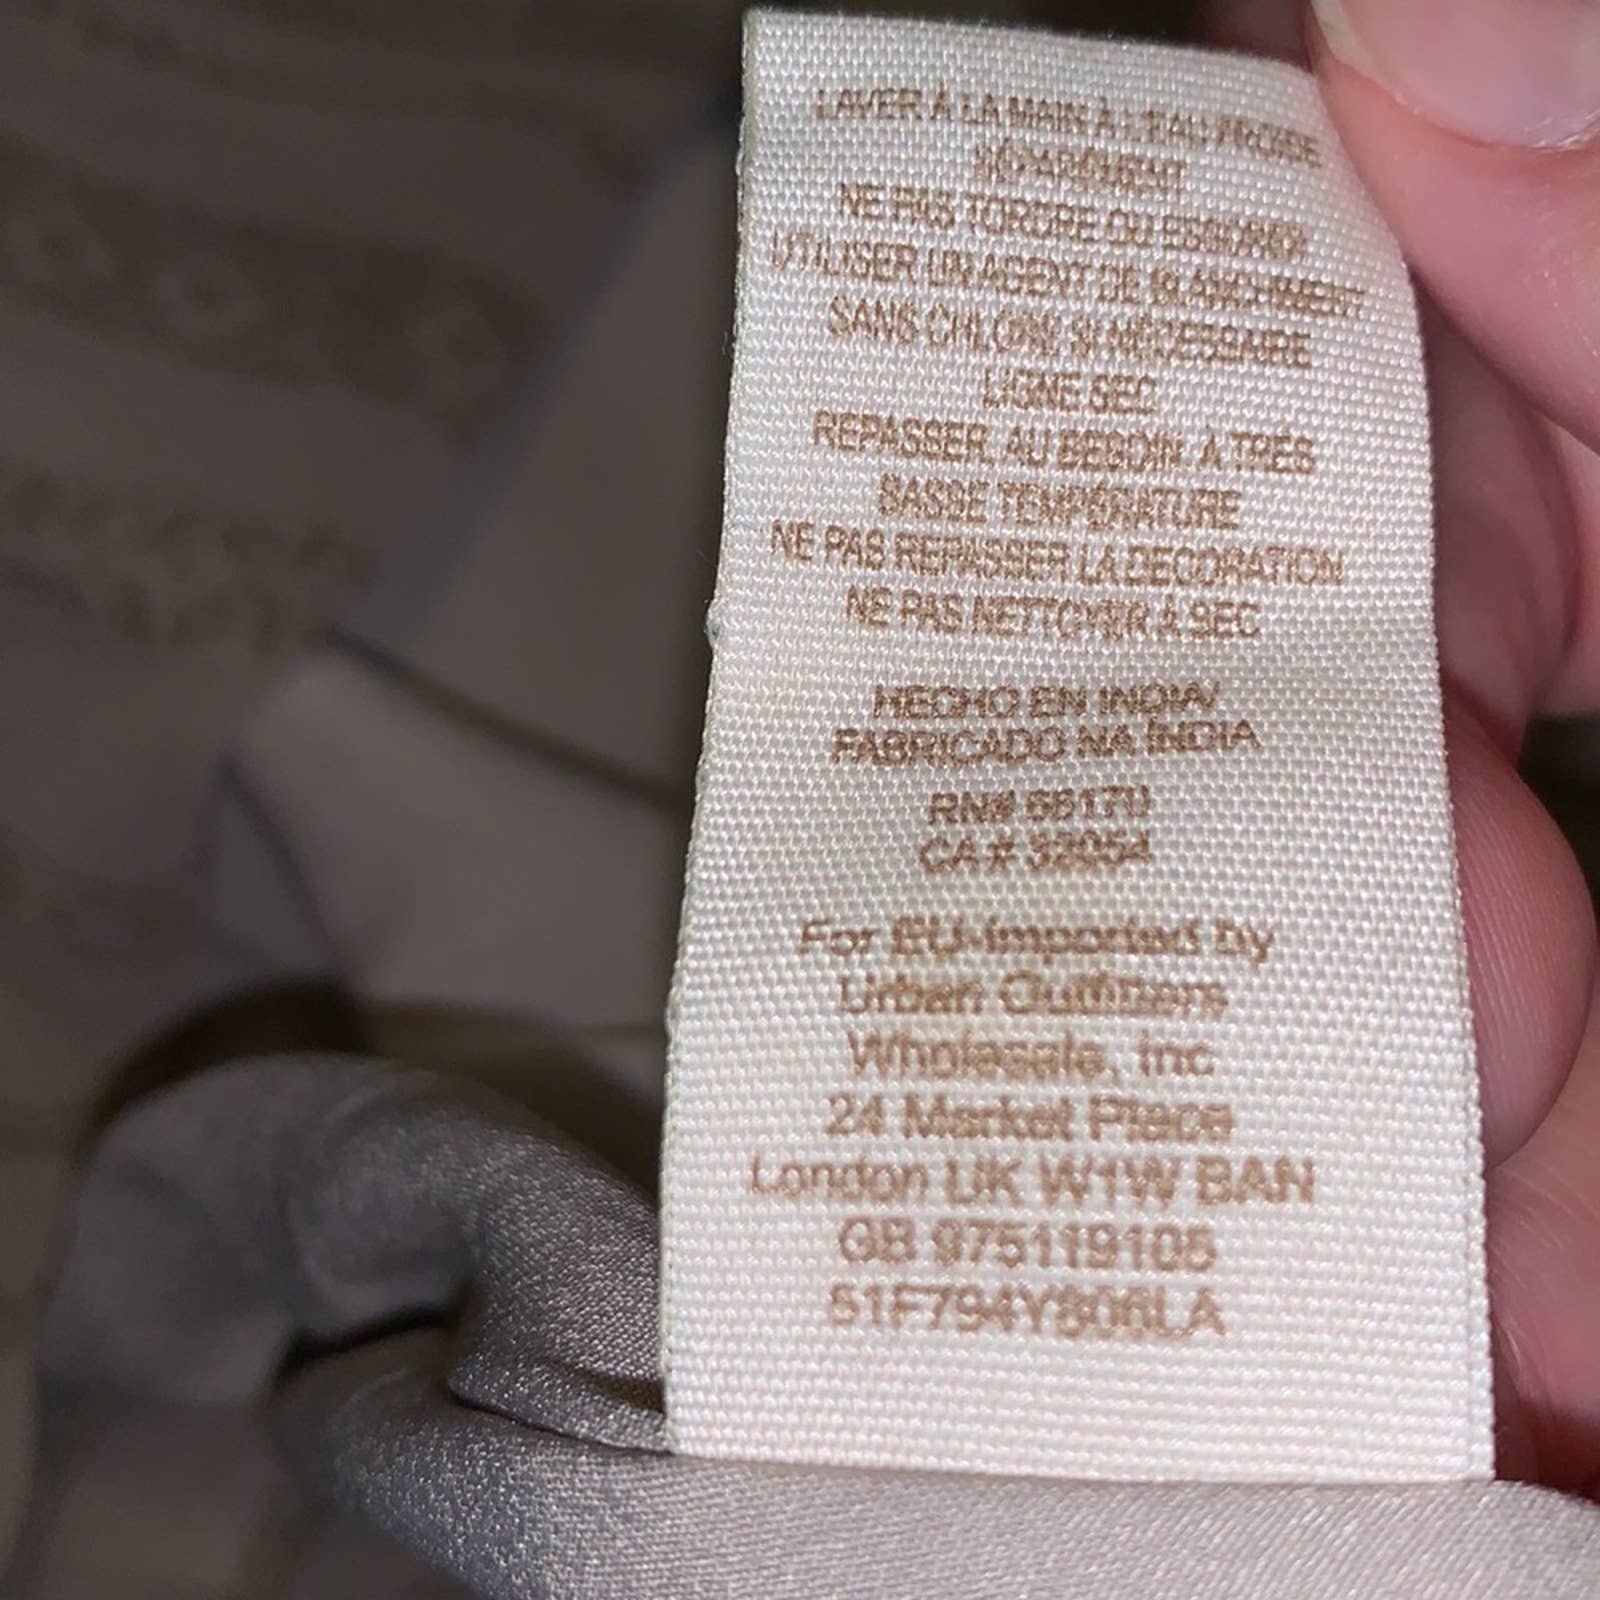 LAVER À LA MAIN À L'EAU FROIDE
SÉPARÉMENT
NE PAS TORDRE OU ESSORER
UTILISER UN AGENT DE BLANCHIMENT
SANS CHLORE SI NÉCESSAIRE
LIGNE SEC
REPASSER, AU BESOIN, À TRÉS
BASSE TEMPÉRATURE
NE PAS REPASSER LA DECORATION
NE PAS NETTOYER À SEC
HECHO EN INDIA/
FABRICADO NA ÍNDIA
RN# 66170
CA# 32054
For EU-Imported by
Urban Outfitters
Wholesale, Inc
24 Market Place
London UK W1W 8AN
GB 975119105
51F794Y806LA